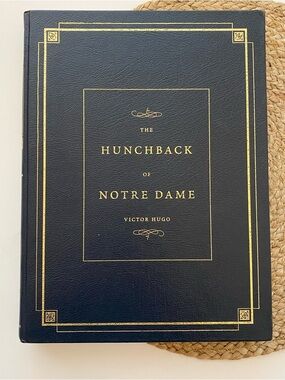 THE
HUNCHBACK
OF
NOTRE DAME
VICTOR HUGO